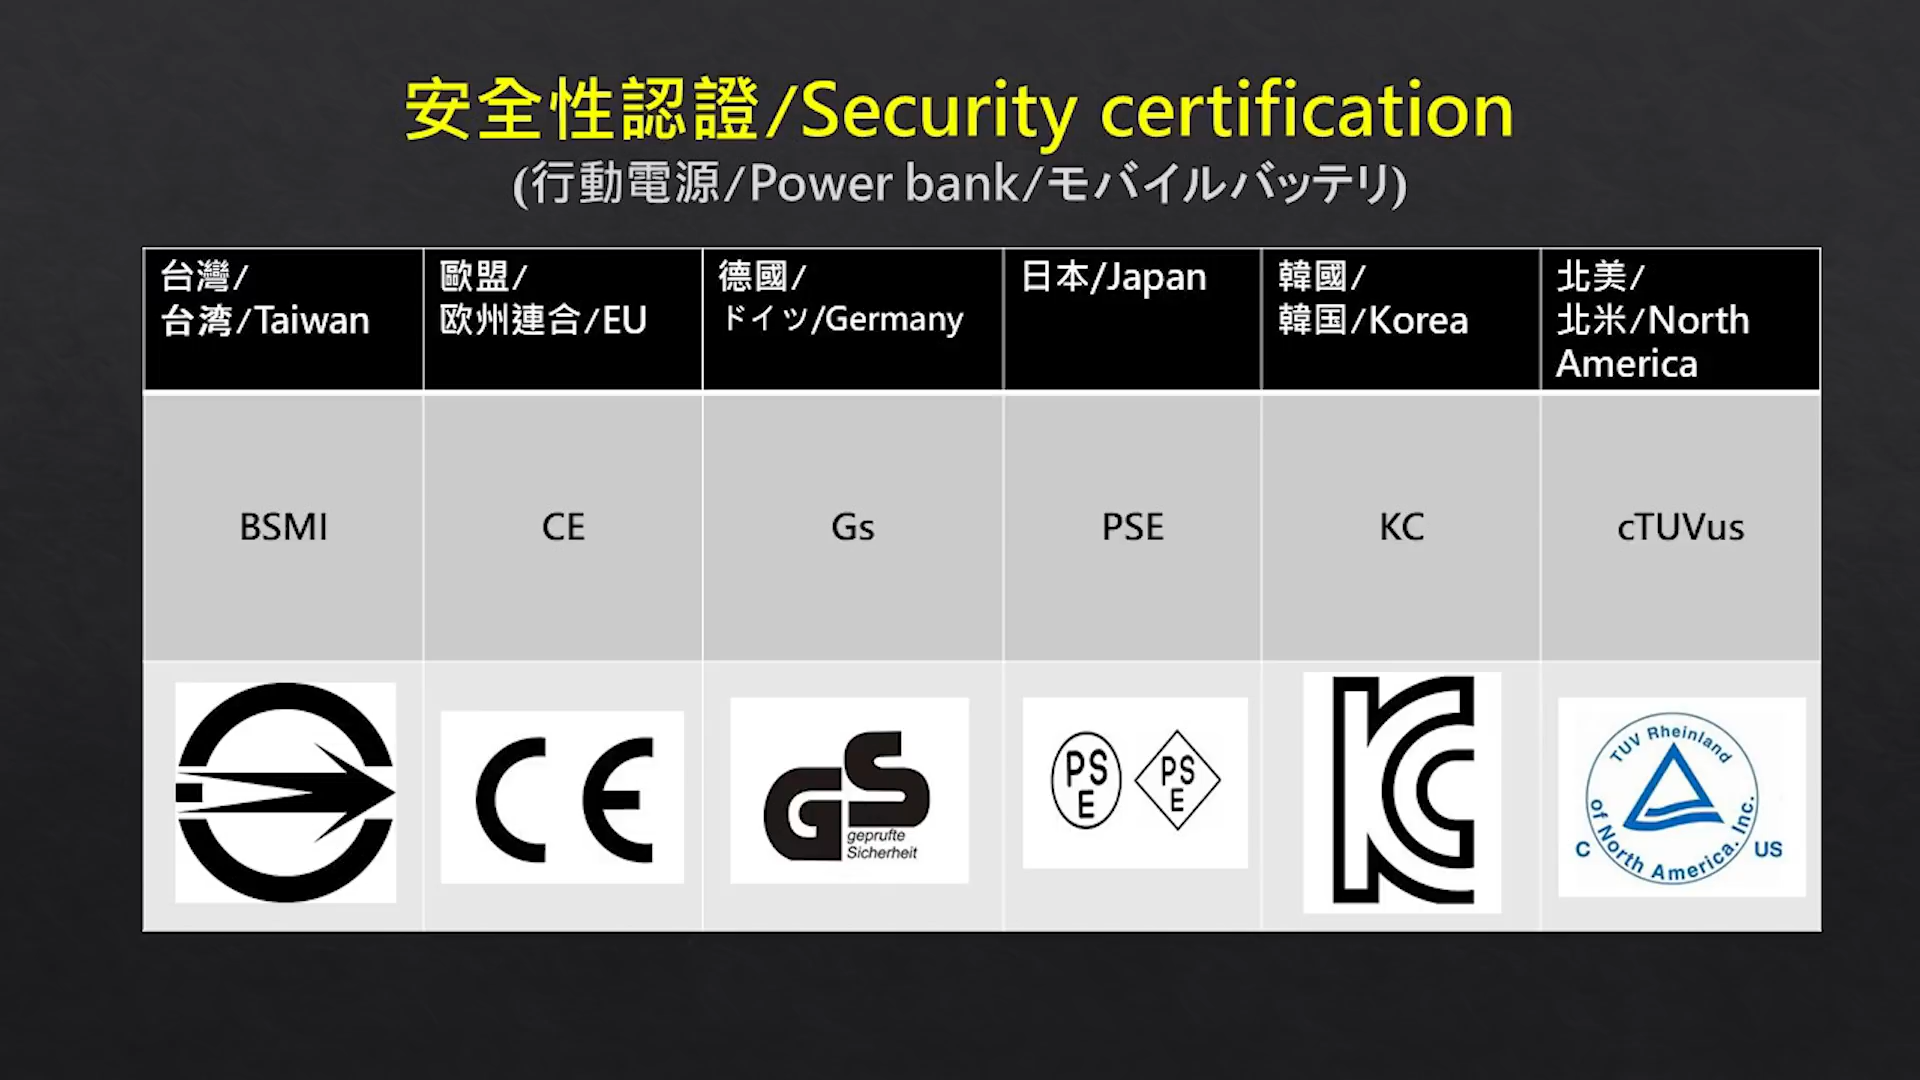 安全性認證/Security certification
(行動電源/Power bank/モバイルバッテリ)
台灣/
台湾/Taiwan
歐盟/
欧州連合/EU
德國/
ドイツ/Germany
日本/Japan
韓國/
韓国/Korea
北美/
北米/North
America
BSMI
CE
Gs
PSE
KC
cTUVus
CE
GS
geprufte
Sicherheit
PS
E
PS
E
KC
TUV Rheinland
of North America. Inc.
C
US